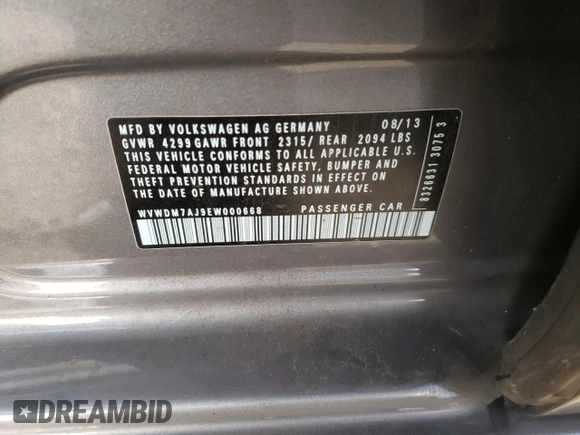 MFD BY VOLKSWAGEN AG GERMANY 08/13
GVWR 4299 GAWR FRONT 2315/ REAR 2094 LBS
THIS VEHICLE CONFORMS TO ALL APPLICABLE U.S.
FEDERAL MOTOR VEHICLE SAFETY, BUMPER AND
THEFT PREVENTION STANDARDS IN EFFECT ON
THE DATE OF MANUFACTURE SHOWN ABOVE.
WVWDM7AJ9EW000668 PASSENGER CAR
8326631 3075 3
DREAMBID